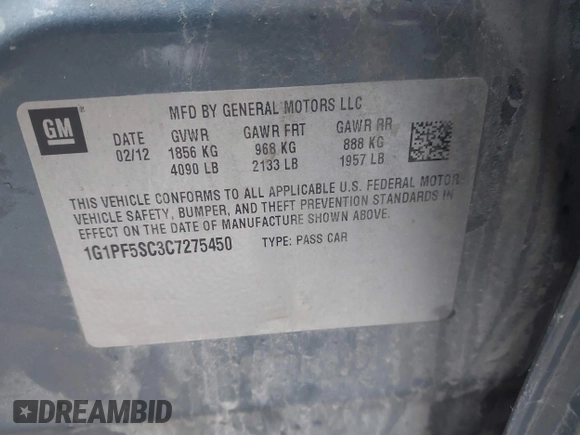 GM
MFD BY GENERAL MOTORS LLC
DATE GVWR GAWR FRT GAWR RR
02/12 1856 KG 968 KG 888 KG
4090 LB 2133 LB 1957 LB
THIS VEHICLE CONFORMS TO ALL APPLICABLE U.S. FEDERAL MOTOR
VEHICLE SAFETY, BUMPER, AND THEFT PREVENTION STANDARDS IN
EFFECT ON THE DATE OF MANUFACTURE SHOWN ABOVE.
1G1PF5SC3C7275450 TYPE: PASS CAR
DREAMBID